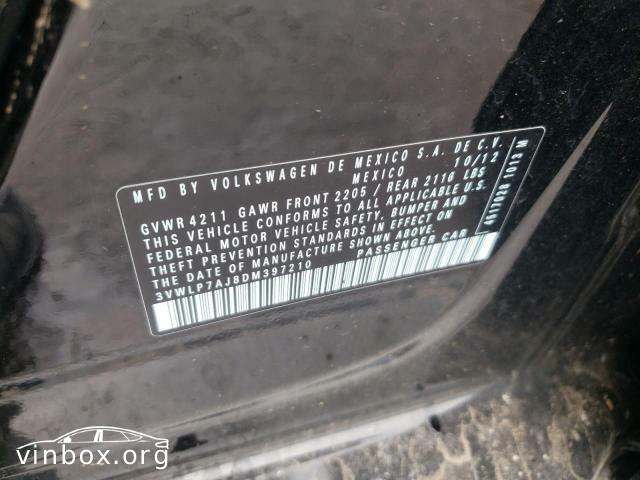 MFD BY VOLKSWAGEN DE MEXICO S.A. DE C.V.
MEXICO 10/12
GVWR 4211 GAWR FRONT 2205 / REAR 2116 LBS
THIS VEHICLE CONFORMS TO ALL APPLICABLE U.S.
FEDERAL MOTOR VEHICLE SAFETY, BUMPER AND
THEFT PREVENTION STANDARDS IN EFFECT ON
THE DATE OF MANUFACTURE SHOWN ABOVE.
3VWLP7AJ8DM397210 PASSENGER CAR
vinbox.org